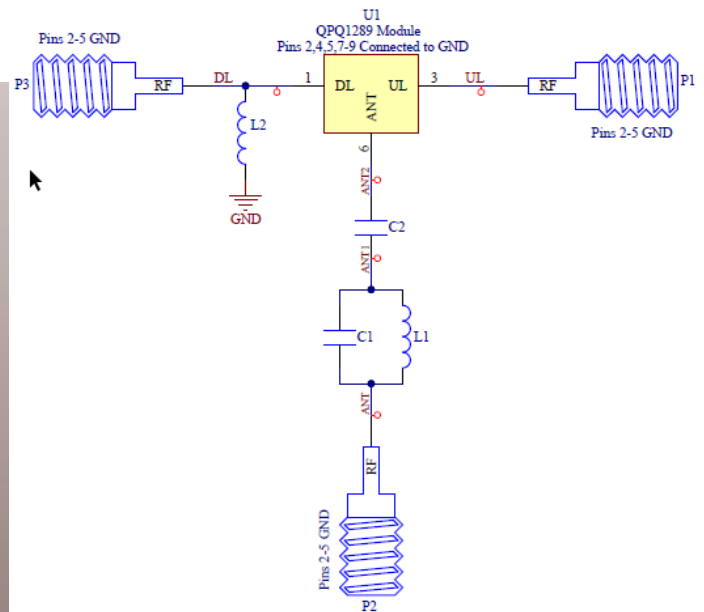 U1
QPQ1289 Module
Pins 2,4,5,7-9 Connected to GND
Pins 2-5 GND
P3
RF
DL
1
DL
UL
ANT
3
UL
RF
P1
Pins 2-5 GND
L2
GND
6
ANT2
C2
ANT1
C1
L1
ANT
RF
Pins 2-5 GND
P2